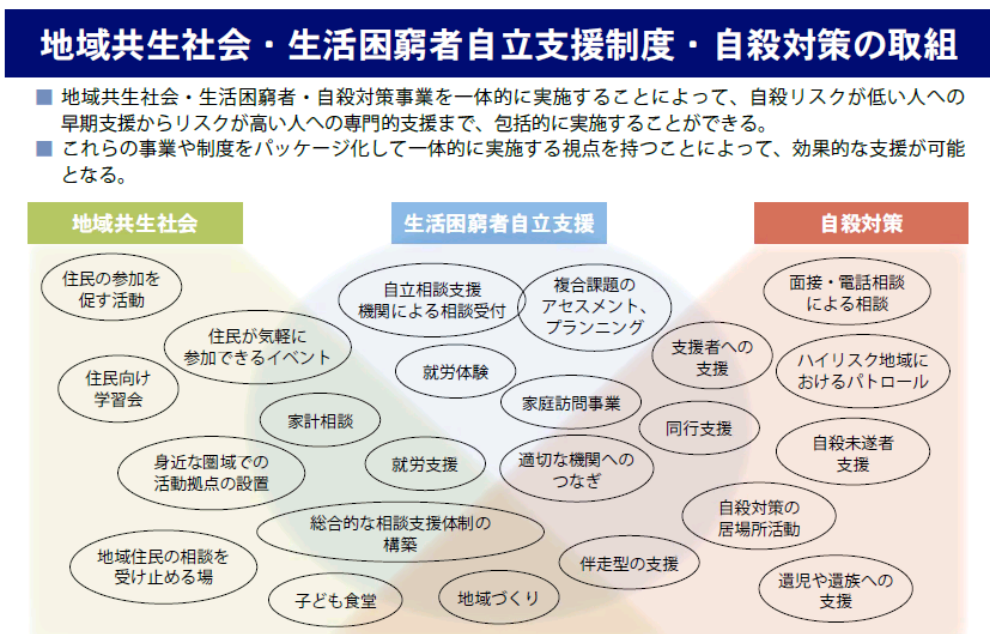 地域共生社会・生活困窮者自立支援制度・自殺対策の取組
■ 地域共生社会・生活困窮者・自殺対策事業を一体的に実施することによって、自殺リスクが低い人への
早期支援からリスクが高い人への専門的支援まで、包括的に実施することができる。
■ これらの事業や制度をパッケージ化して一体的に実施する視点を持つことによって、効果的な支援が可能
となる。
地域共生社会
生活困窮者自立支援
自殺対策
住民の参加を
促す活動
住民が気軽に
参加できるイベント
住民向け
学習会
家計相談
身近な圏域での
活動拠点の設置
地域住民の相談を
受け止める場
子ども食堂
総合的な相談支援体制の
構築
自立相談支援
機関による相談受付
複合課題の
アセスメント、
プランニング
就労体験
家庭訪問事業
就労支援
適切な機関への
つなぎ
地域づくり
伴走型の支援
支援者への
支援
同行支援
自殺対策の
居場所活動
面接・電話相談
による相談
ハイリスク地域に
おけるパトロール
自殺未遂者
支援
遺児や遺族への
支援